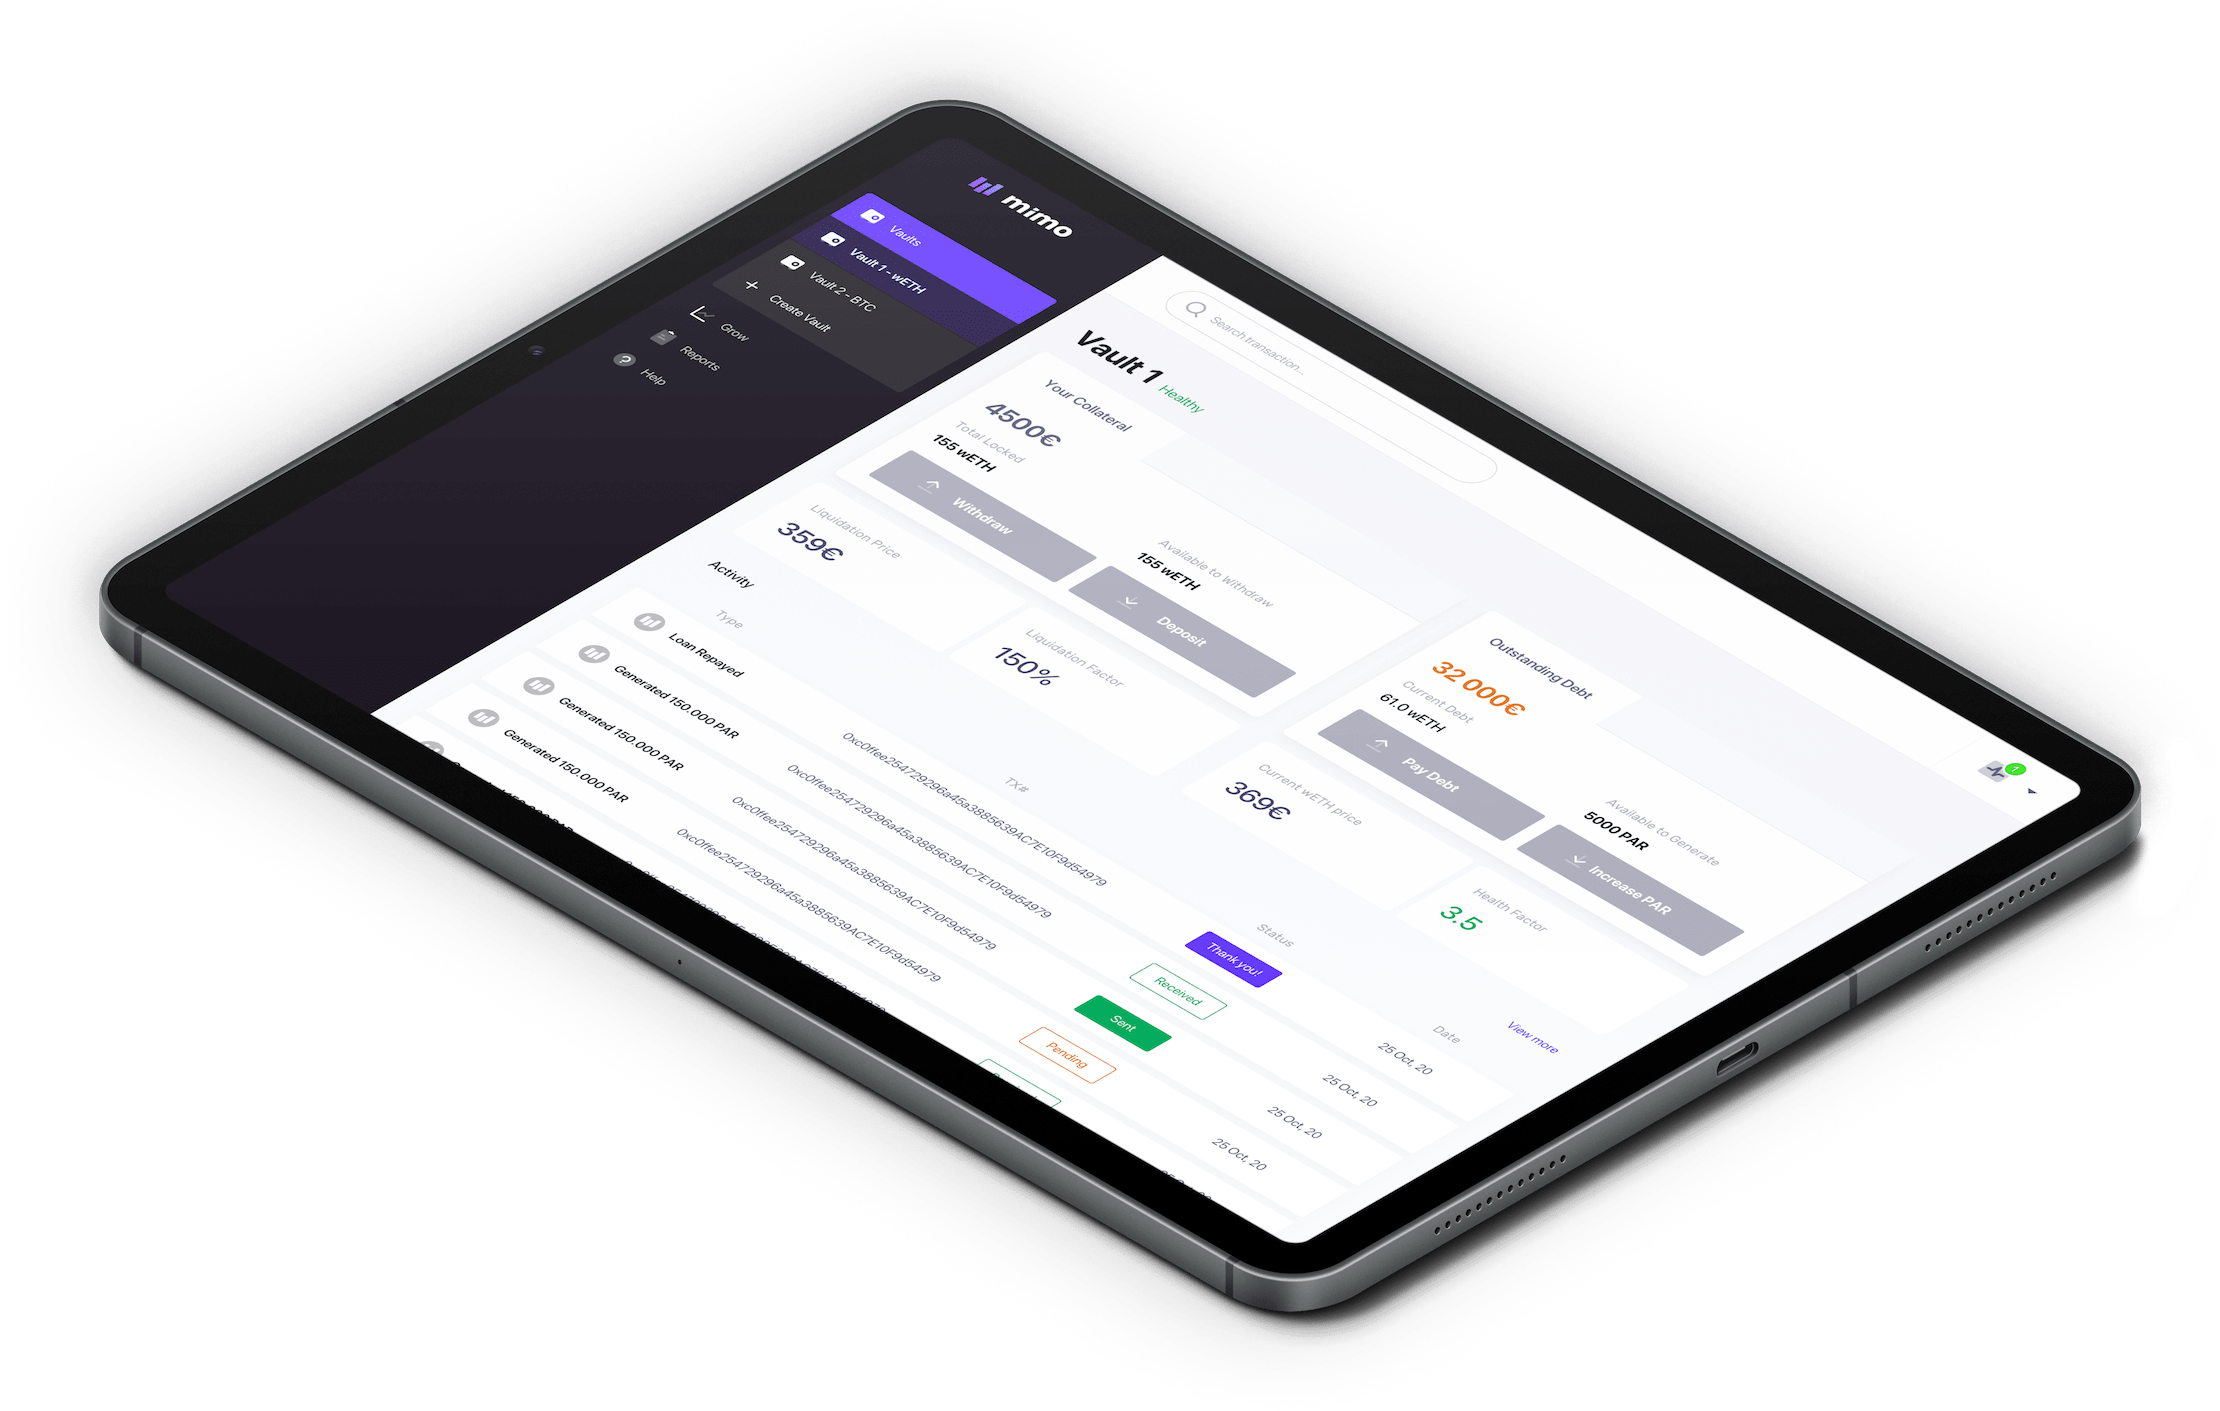 mimo
Vaults
Vault 1 - wETH
Vault 2 - BTC
Create Vault
Grow
Reports
? Help
Search transaction...
1
Vault 1 Healthy
Your Collateral
4500€
Total Locked
155 wETH
Available to Withdraw
155 wETH
Withdraw
Deposit
Outstanding Debt
32 000€
Current Debt
61.0 wETH
Available to Generate
5000 PAR
Pay Debt
Increase PAR
Liquidation Price
359€
Liquidation Factor
150%
Current wETH price
369€
Health Factor
3.5
Activity
View more
Type TX# Status Date
Loan Repayed 0xc0ffee254729296a45a3885639AC7E10F9d54979 Thank you! 25 Oct, 20
Generated 150.000 PAR 0xc0ffee254729296a45a3885639AC7E10F9d54979 Received 25 Oct, 20
Generated 150.000 PAR 0xc0ffee254729296a45a3885639AC7E10F9d54979 Sent 25 Oct, 20
Generated 150.000 PAR 0xc0ffee254729296a45a3885639AC7E10F9d54979 Pending 25 Oct, 20